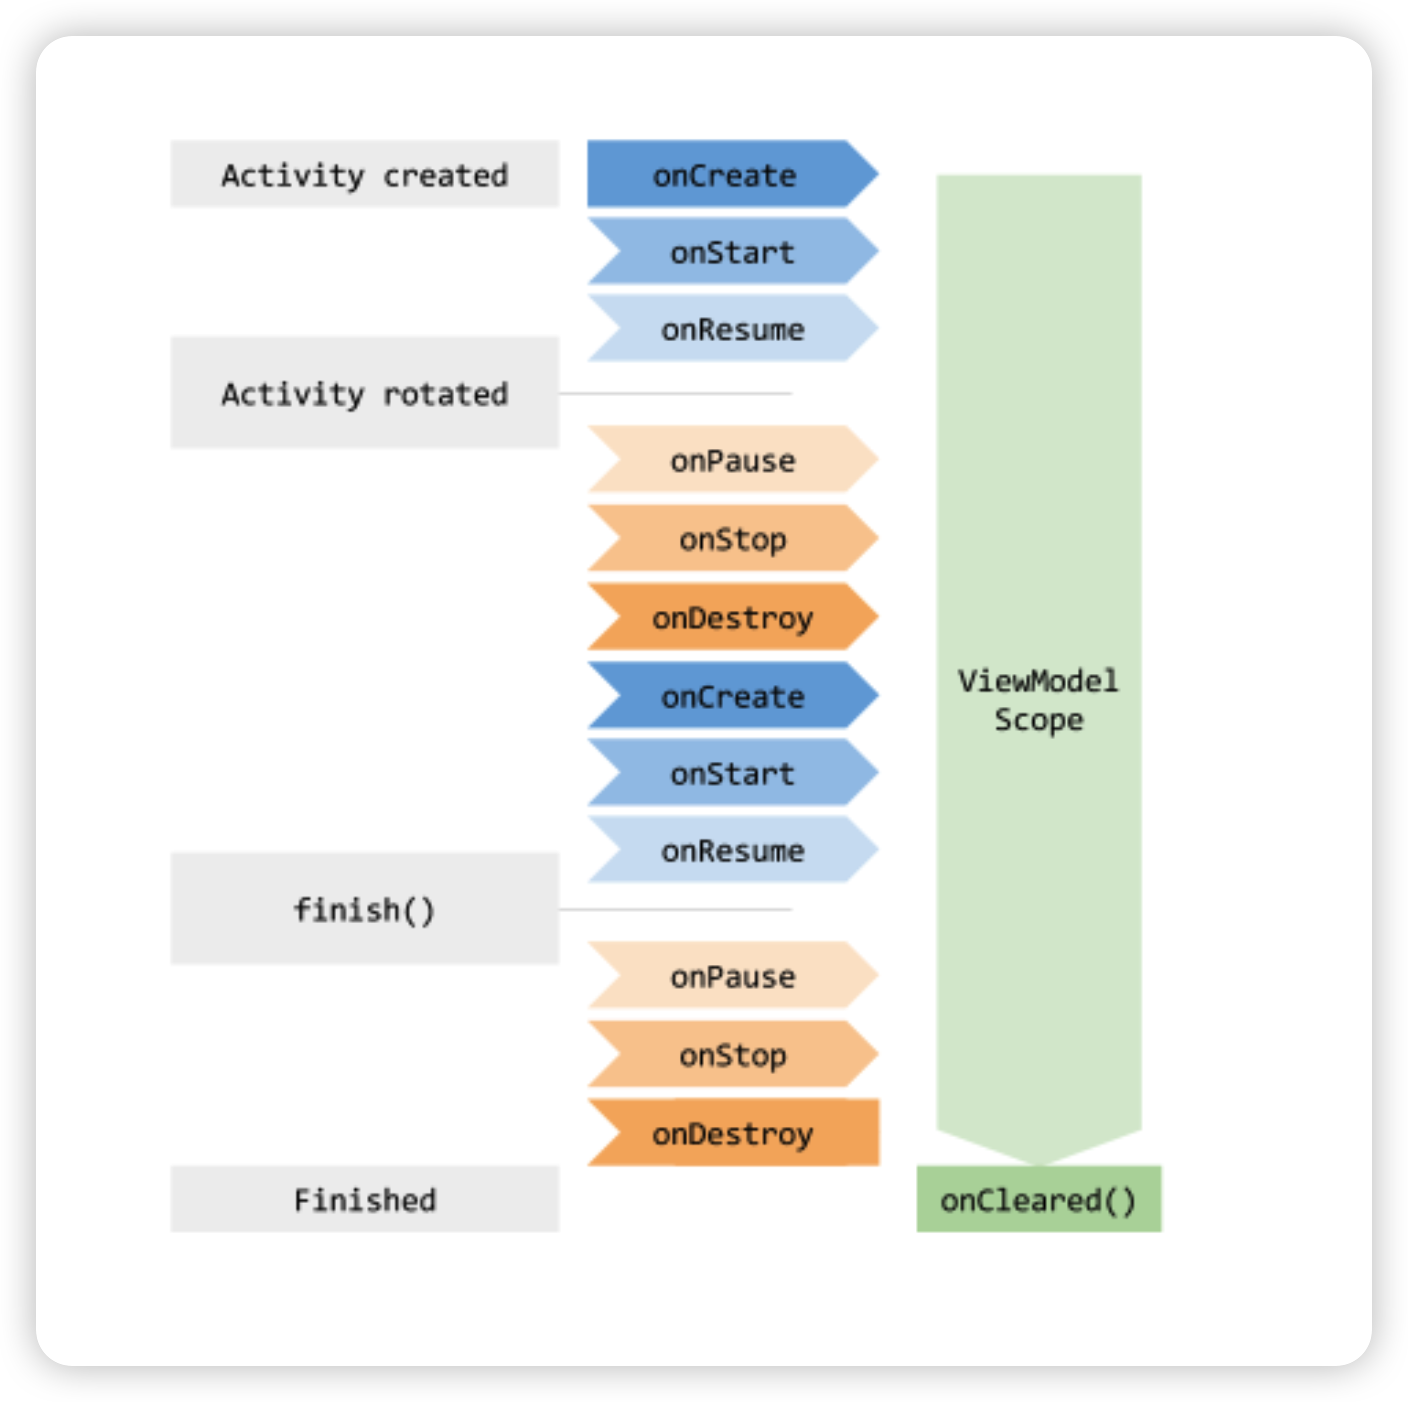 Activity created
onCreate
onStart
onResume
Activity rotated
onPause
onStop
onDestroy
onCreate
onStart
onResume
finish()
onPause
onStop
onDestroy
Finished
ViewModel
Scope
onCleared()